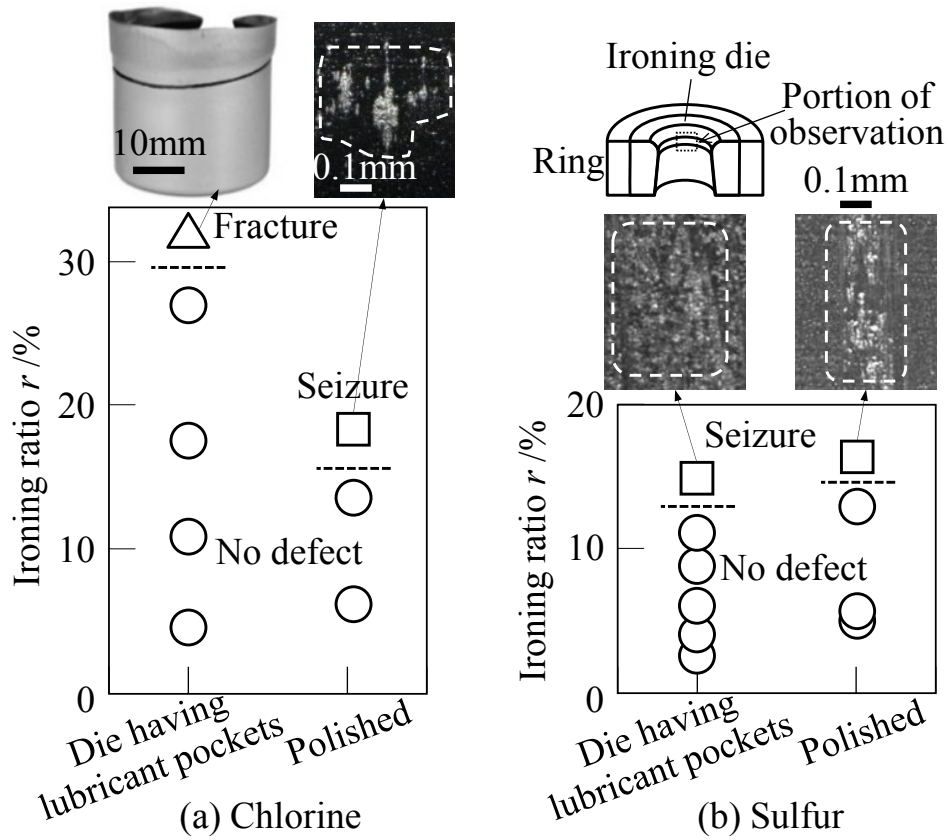 10mm
0.1mm
Fracture
Seizure
No defect
Ironing ratio r /%
30
20
10
0
Die having
lubricant pockets
Polished
(a) Chlorine
Ironing die
Portion of
observation
Ring
0.1mm
Seizure
No defect
Ironing ratio r /%
20
10
0
Die having
lubricant pockets
Polished
(b) Sulfur